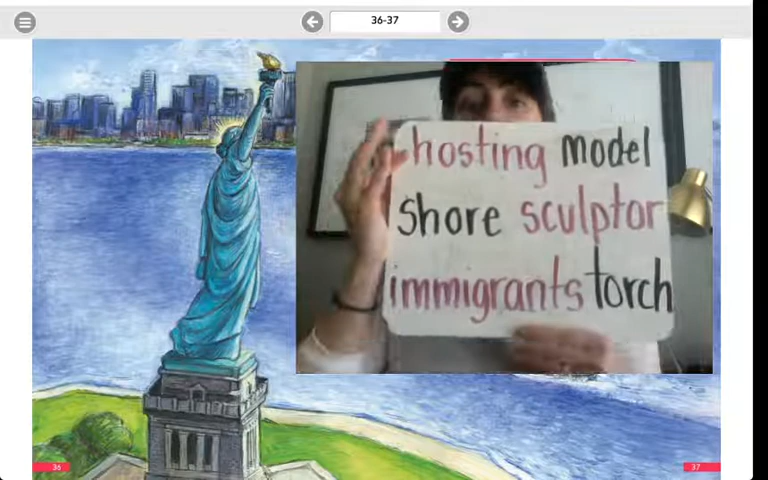 36-37
hosting model
shore sculptor
immigrants torch
36
37